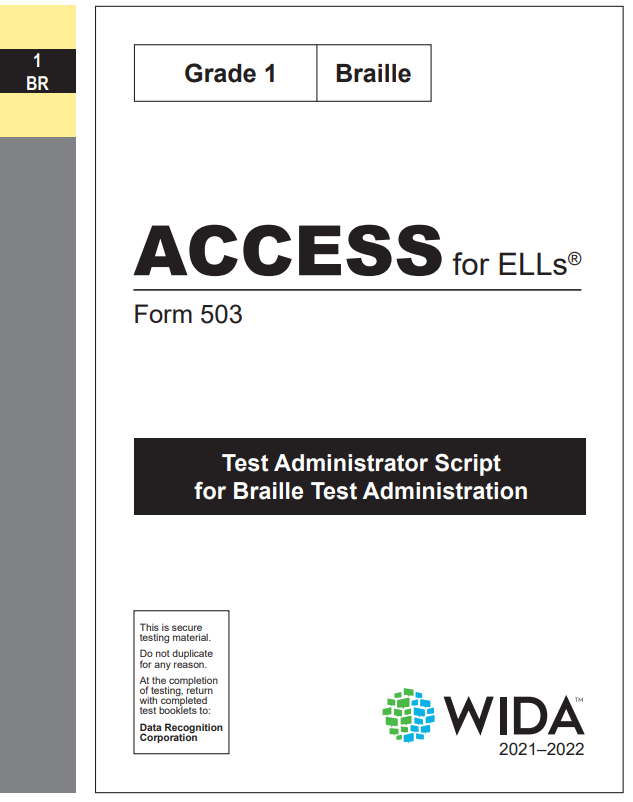 1
BR
Grade 1 Braille
ACCESS for ELLs®
Form 503
Test Administrator Script
for Braille Test Administration
This is secure
testing material.
Do not duplicate
for any reason.
At the completion
of testing, return
with completed
test booklets to:
Data Recognition
Corporation
WIDA™
2021–2022